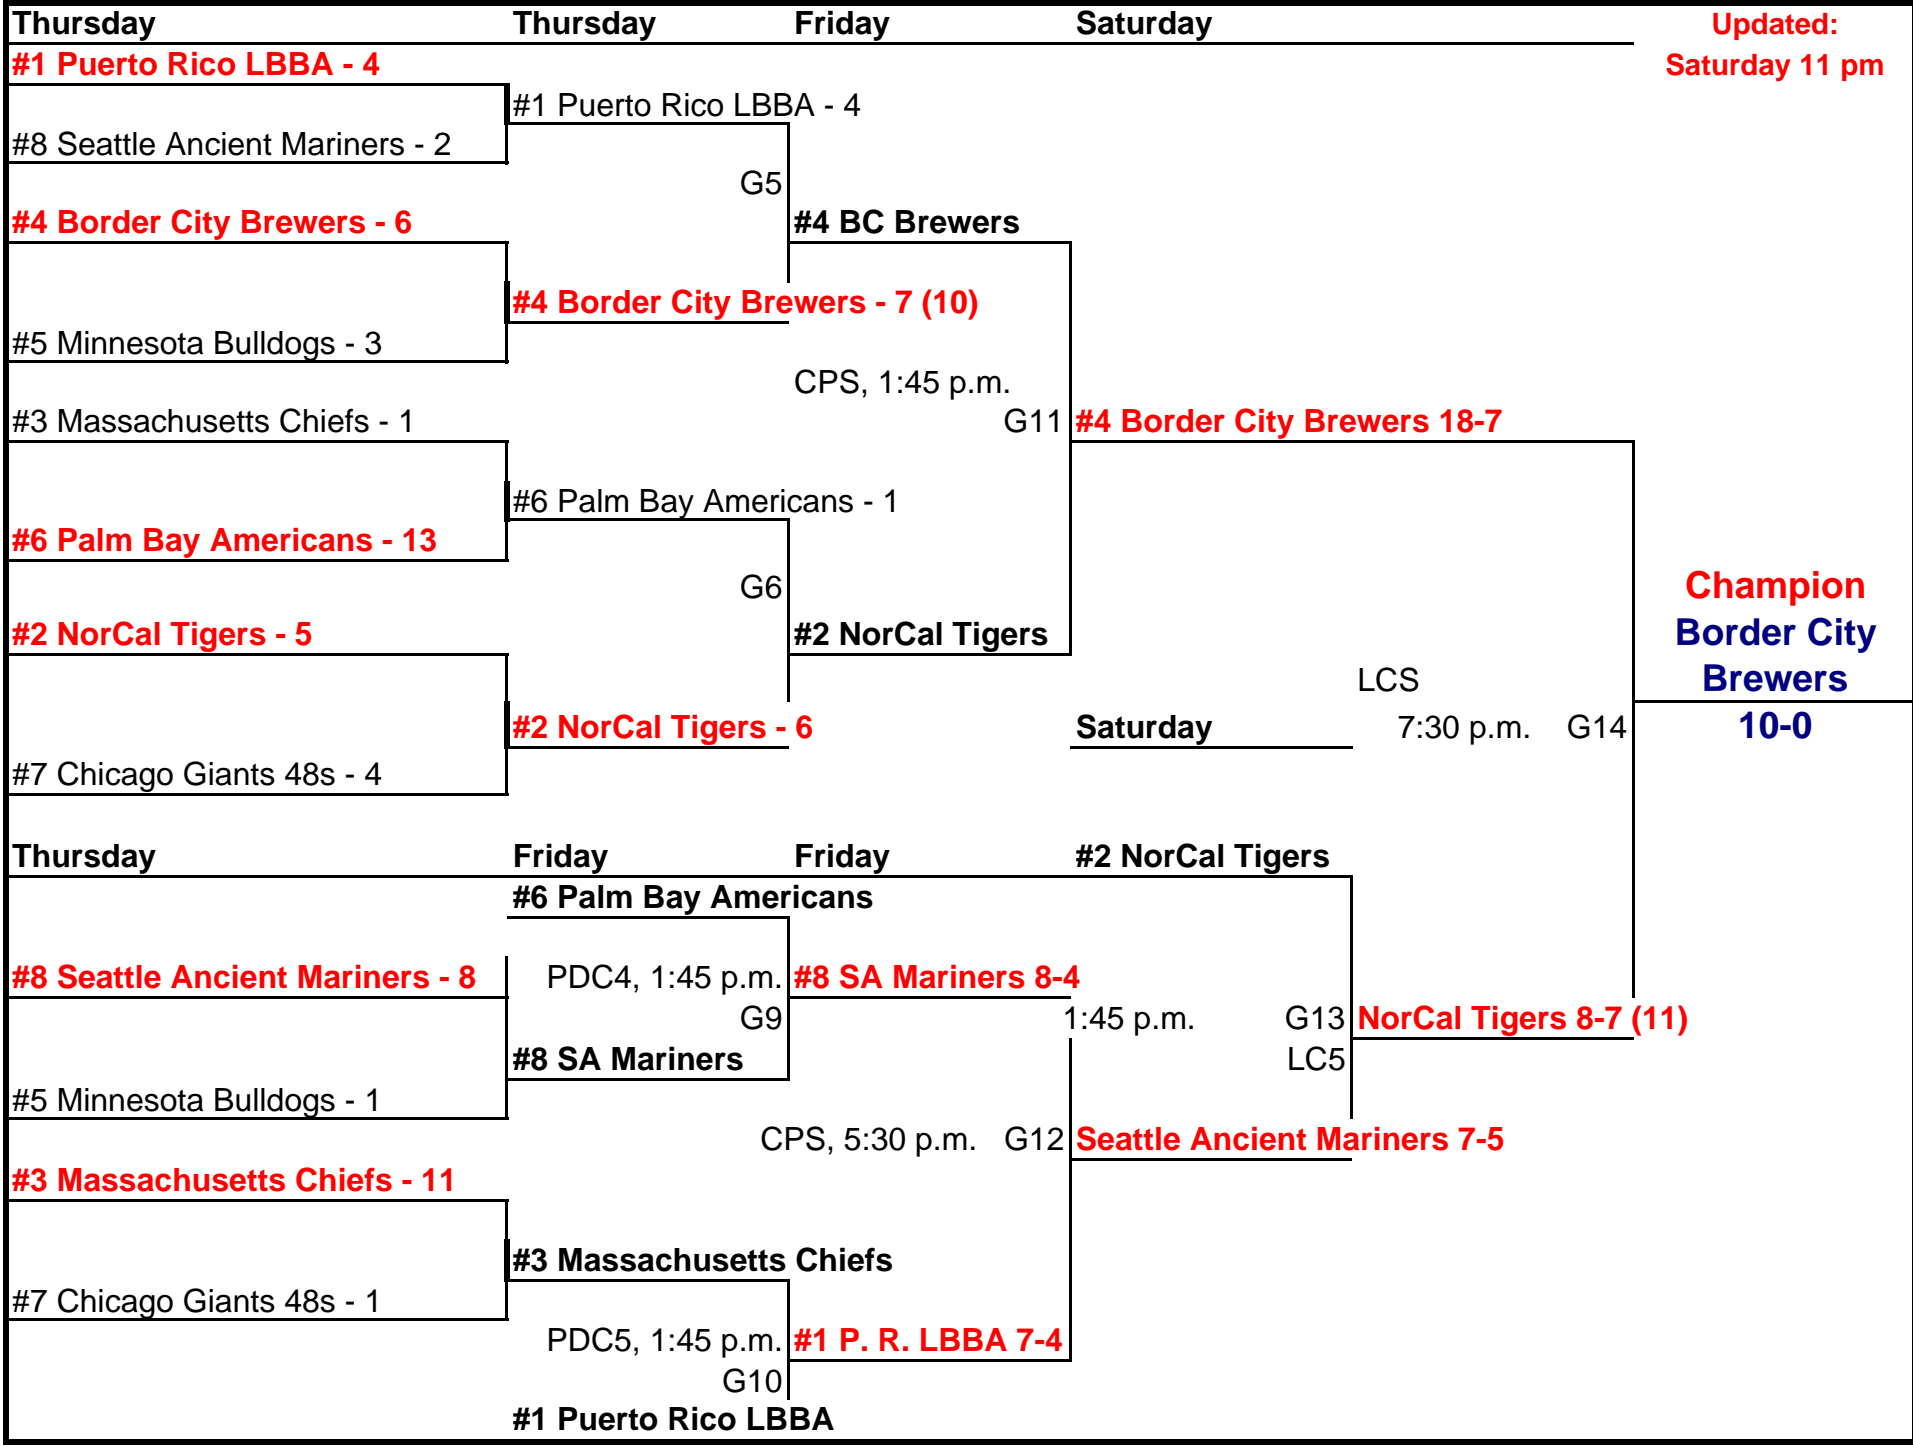 Thursday Thursday Friday Saturday Updated:
#1 Puerto Rico LBBA - 4 Saturday 11 pm
#1 Puerto Rico LBBA - 4
#8 Seattle Ancient Mariners - 2
G5
#4 Border City Brewers - 6 #4 BC Brewers
#4 Border City Brewers - 7 (10)
#5 Minnesota Bulldogs - 3
CPS, 1:45 p.m.
#3 Massachusetts Chiefs - 1 G11 #4 Border City Brewers 18-7
#6 Palm Bay Americans - 1
#6 Palm Bay Americans - 13
G6 Champion
#2 NorCal Tigers - 5 #2 NorCal Tigers Border City
LCS Brewers
#2 NorCal Tigers - 6 Saturday 7:30 p.m. G14 10-0
#7 Chicago Giants 48s - 4
Thursday Friday Friday #2 NorCal Tigers
#6 Palm Bay Americans
#8 Seattle Ancient Mariners - 8 PDC4, 1:45 p.m. #8 SA Mariners 8-4
G9 1:45 p.m. G13 NorCal Tigers 8-7 (11)
#8 SA Mariners LC5
#5 Minnesota Bulldogs - 1
CPS, 5:30 p.m. G12 Seattle Ancient Mariners 7-5
#3 Massachusetts Chiefs - 11
#3 Massachusetts Chiefs
#7 Chicago Giants 48s - 1
PDC5, 1:45 p.m. #1 P. R. LBBA 7-4
G10
#1 Puerto Rico LBBA